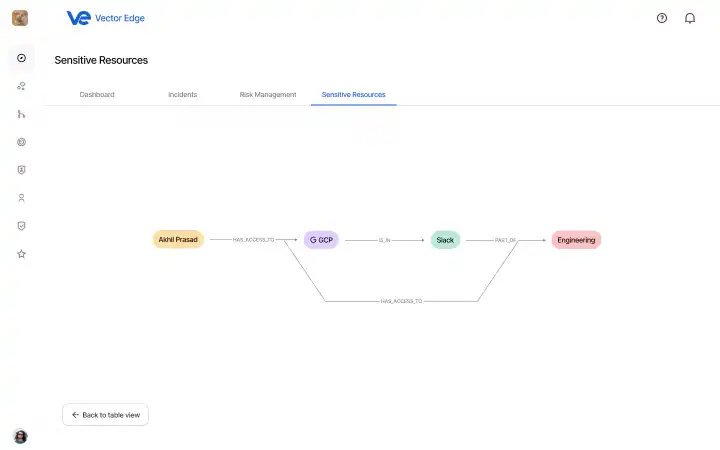 Vector Edge
Sensitive Resources
Dashboard
Incidents
Risk Management
Sensitive Resources
Akhil Prasad
HAS_ACCESS_TO
GCP
IS_IN
Slack
PART_OF
Engineering
HAS_ACCESS_TO
Back to table view